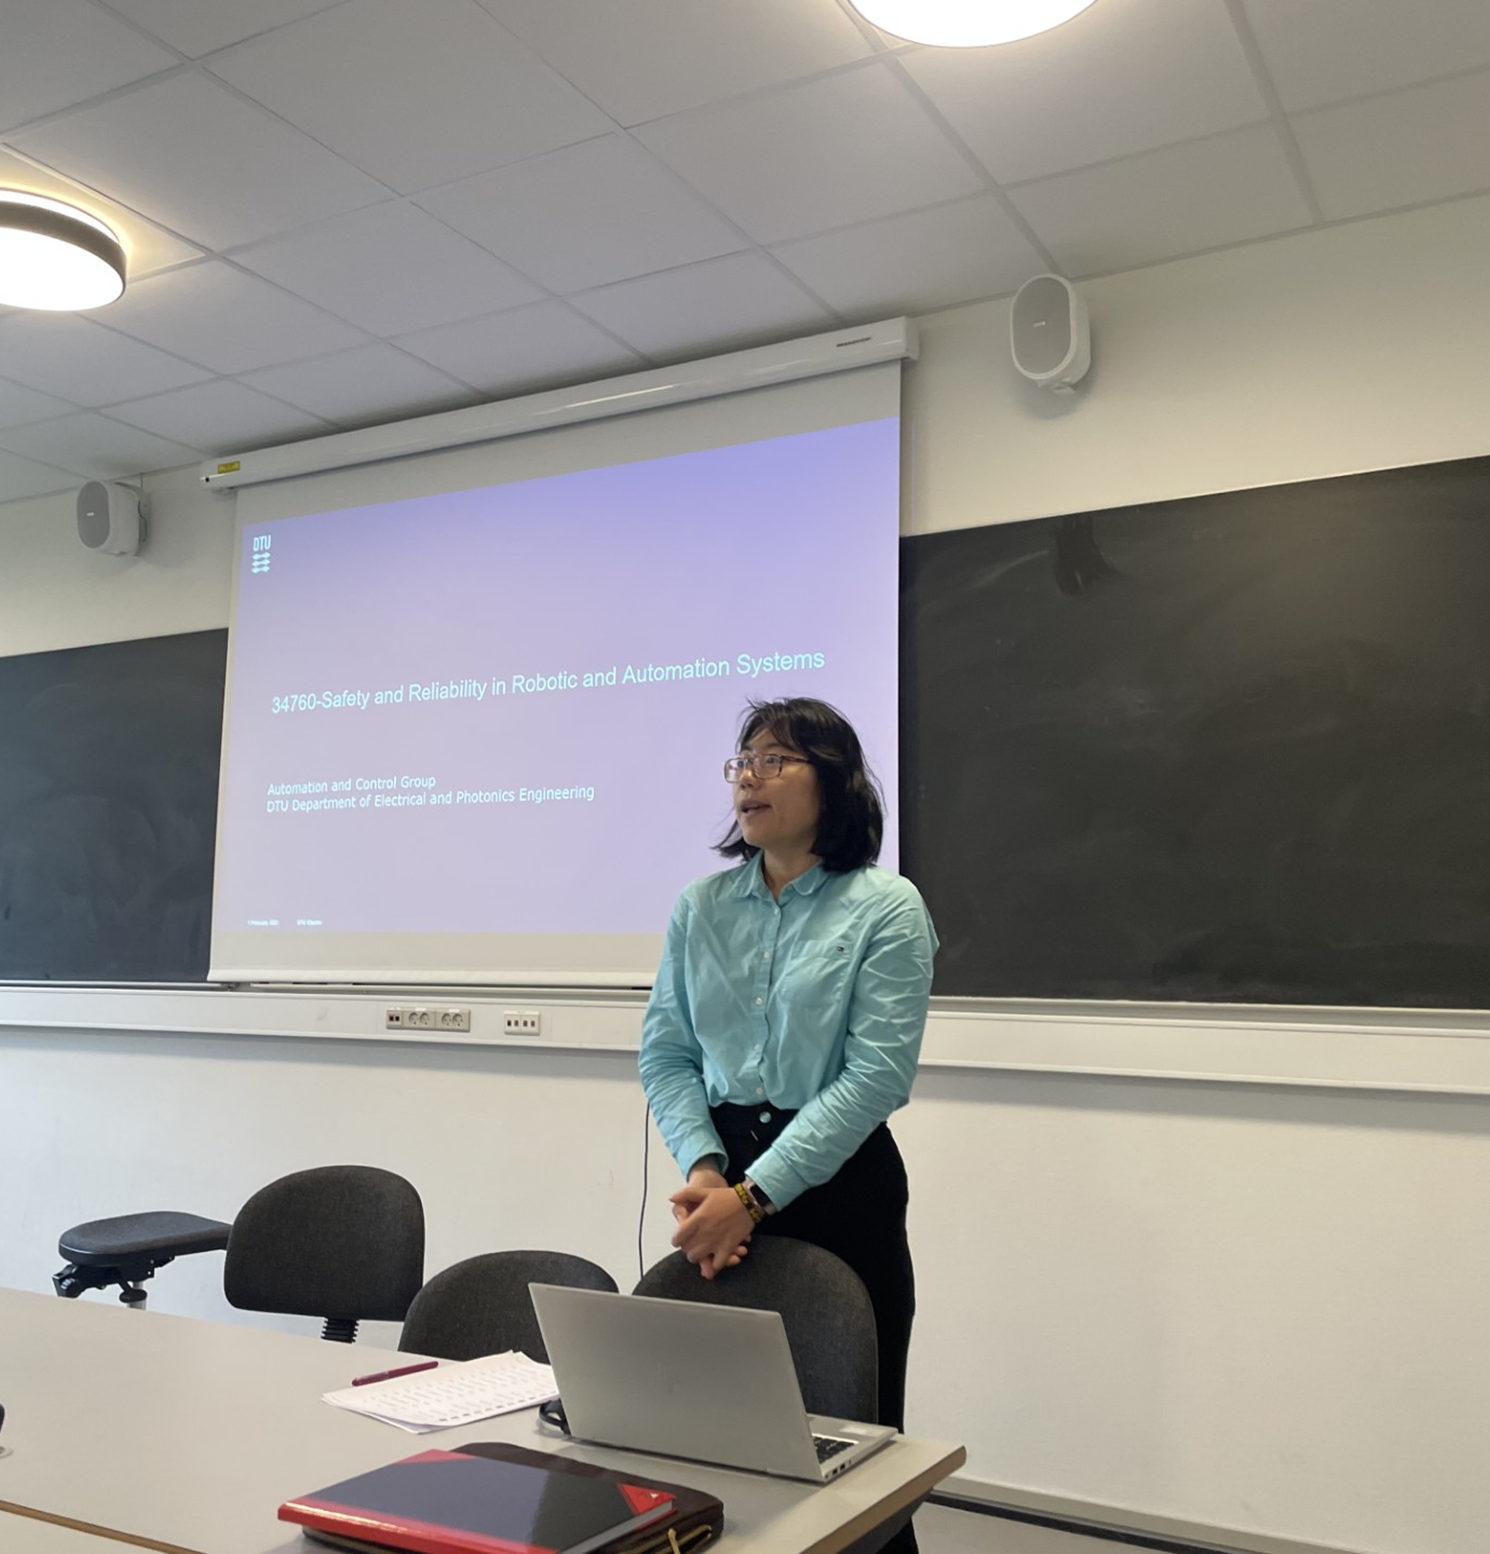 DTU
34760-Safety and Reliability in Robotic and Automation Systems
Automation and Control Group
DTU Department of Electrical and Photonics Engineering